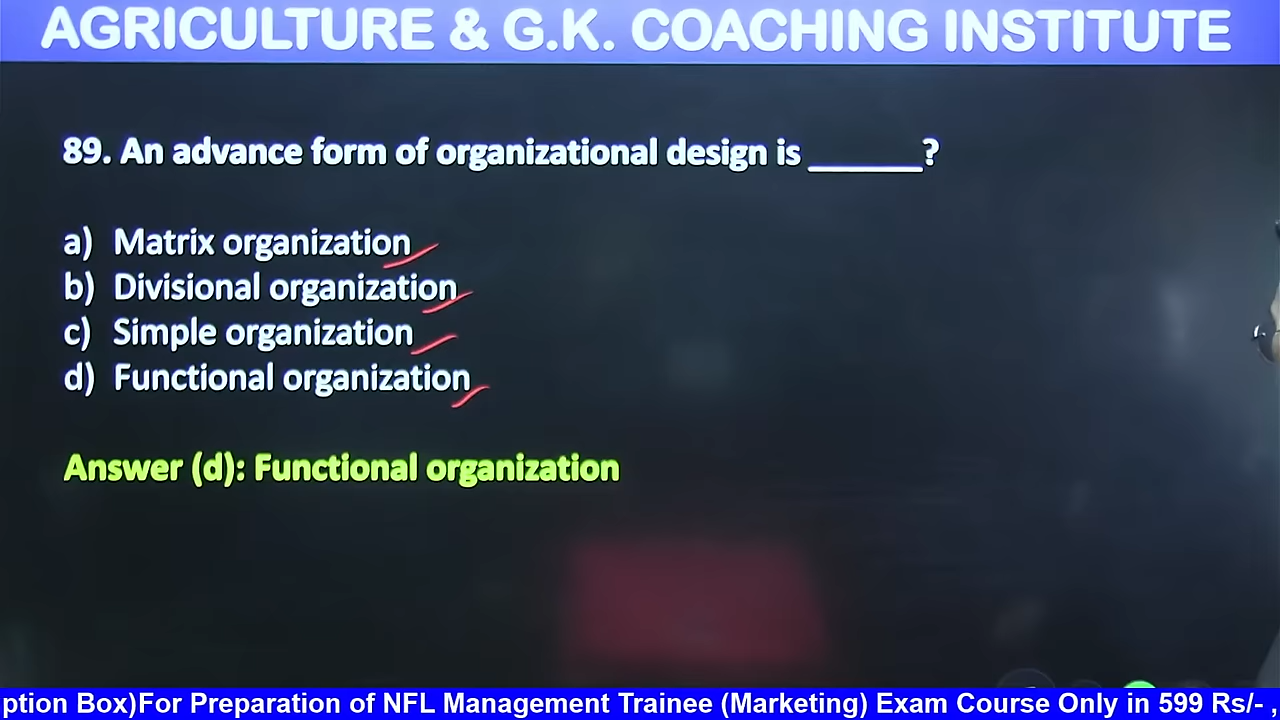 AGRICULTURE & G.K. COACHING INSTITUTE
89. An advance form of organizational design is _______?
a) Matrix organization
b) Divisional organization
c) Simple organization
d) Functional organization
Answer (d): Functional organization
ption Box)For Preparation of NFL Management Trainee (Marketing) Exam Course Only in 599 Rs/- ,